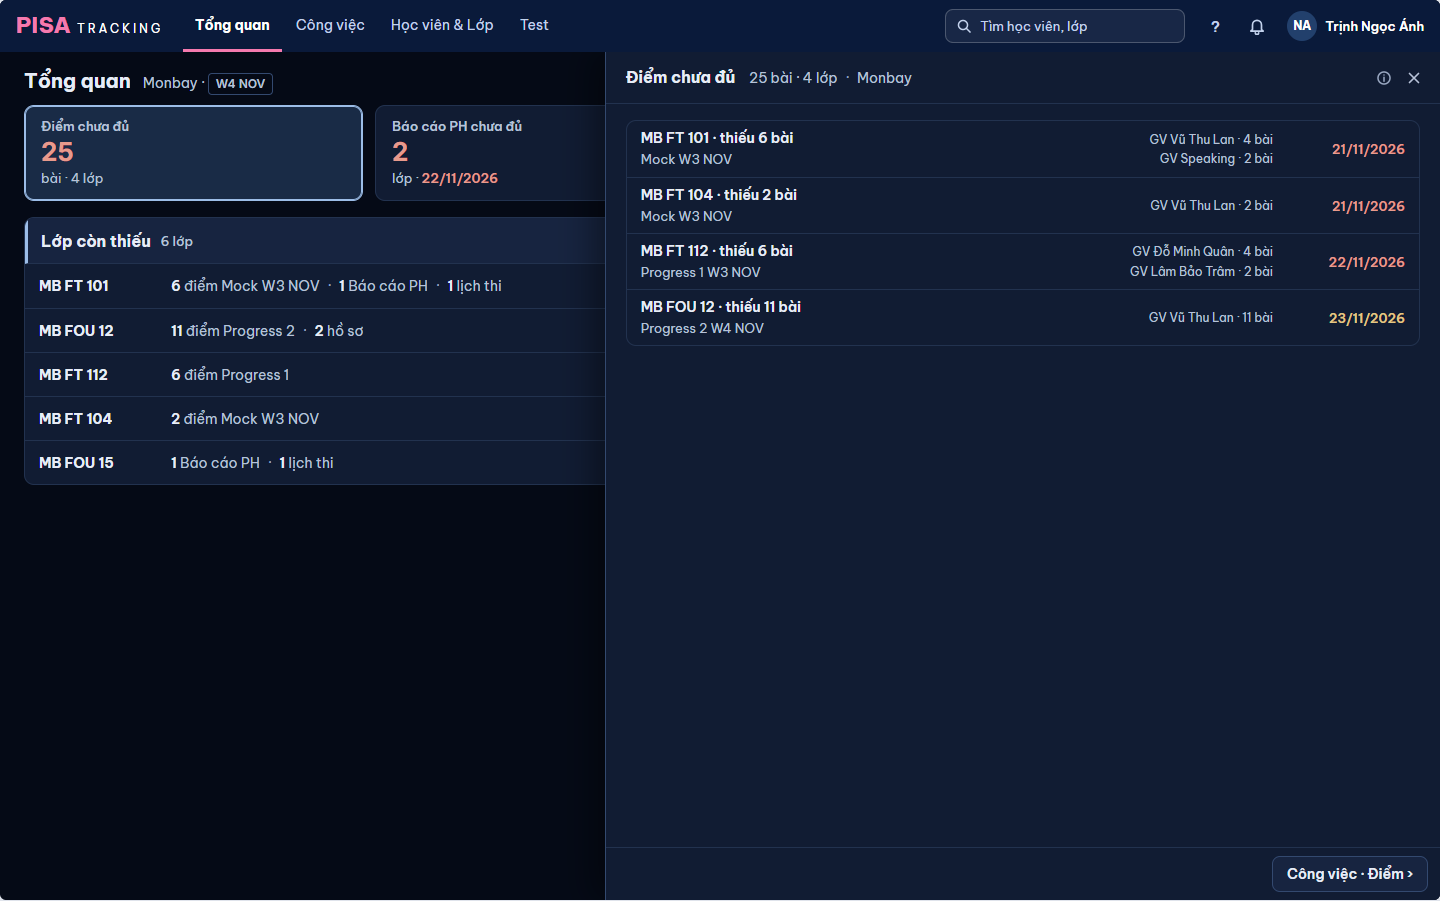 PISA TRACKING
Tổng quan
Công việc
Học viên & Lớp
Test
Tìm học viên, lớp
?
NA
Trịnh Ngọc Ánh
Tổng quan Monbay · W4 NOV
Điểm chưa đủ
25
bài · 4 lớp
Báo cáo PH chưa đủ
2
lớp · 22/11/2026
Lớp còn thiếu 6 lớp
MB FT 101 6 điểm Mock W3 NOV · 1 Báo cáo PH · 1 lịch thi
MB FOU 12 11 điểm Progress 2 · 2 hồ sơ
MB FT 112 6 điểm Progress 1
MB FT 104 2 điểm Mock W3 NOV
MB FOU 15 1 Báo cáo PH · 1 lịch thi
Điểm chưa đủ 25 bài · 4 lớp · Monbay
MB FT 101 · thiếu 6 bài
Mock W3 NOV
GV Vũ Thu Lan · 4 bài
GV Speaking · 2 bài
21/11/2026
MB FT 104 · thiếu 2 bài
Mock W3 NOV
GV Vũ Thu Lan · 2 bài
21/11/2026
MB FT 112 · thiếu 6 bài
Progress 1 W3 NOV
GV Đỗ Minh Quân · 4 bài
GV Lâm Bảo Trâm · 2 bài
22/11/2026
MB FOU 12 · thiếu 11 bài
Progress 2 W4 NOV
GV Vũ Thu Lan · 11 bài
23/11/2026
Công việc · Điểm ›